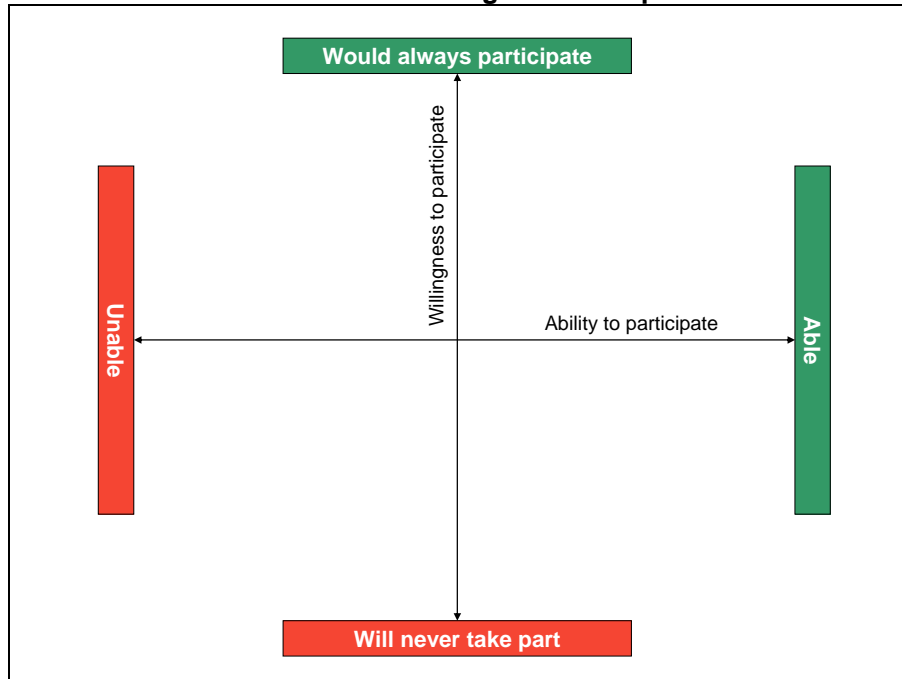 Would always participate
Willingness to participate
Unable
Ability to participate
Able
Will never take part